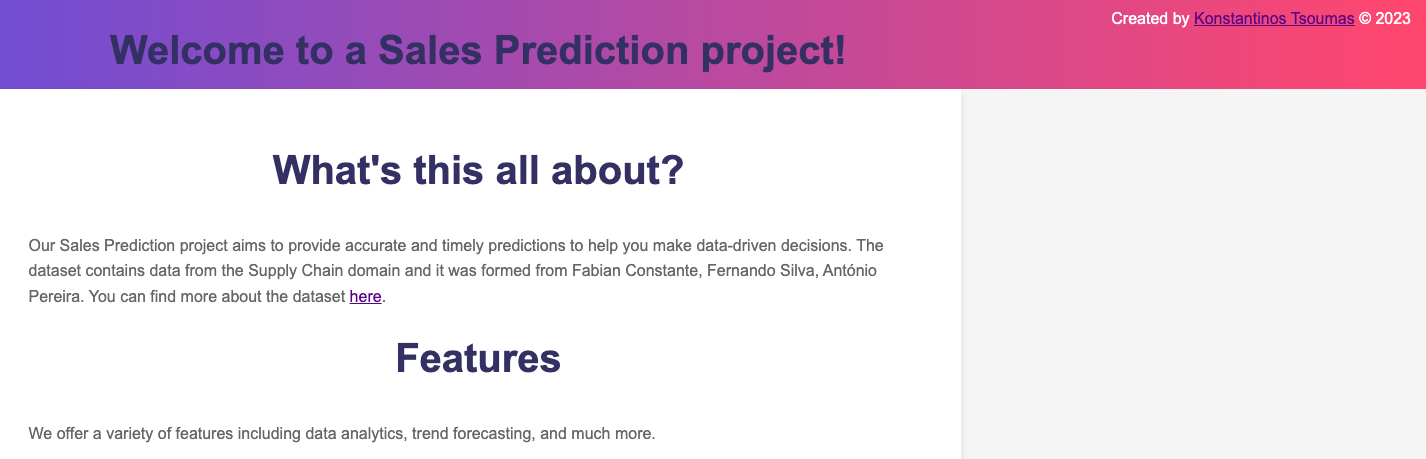 Created by Konstantinos Tsoumas © 2023
Welcome to a Sales Prediction project!
What's this all about?
Our Sales Prediction project aims to provide accurate and timely predictions to help you make data-driven decisions. The
dataset contains data from the Supply Chain domain and it was formed from Fabian Constante, Fernando Silva, António
Pereira. You can find more about the dataset here.
Features
We offer a variety of features including data analytics, trend forecasting, and much more.